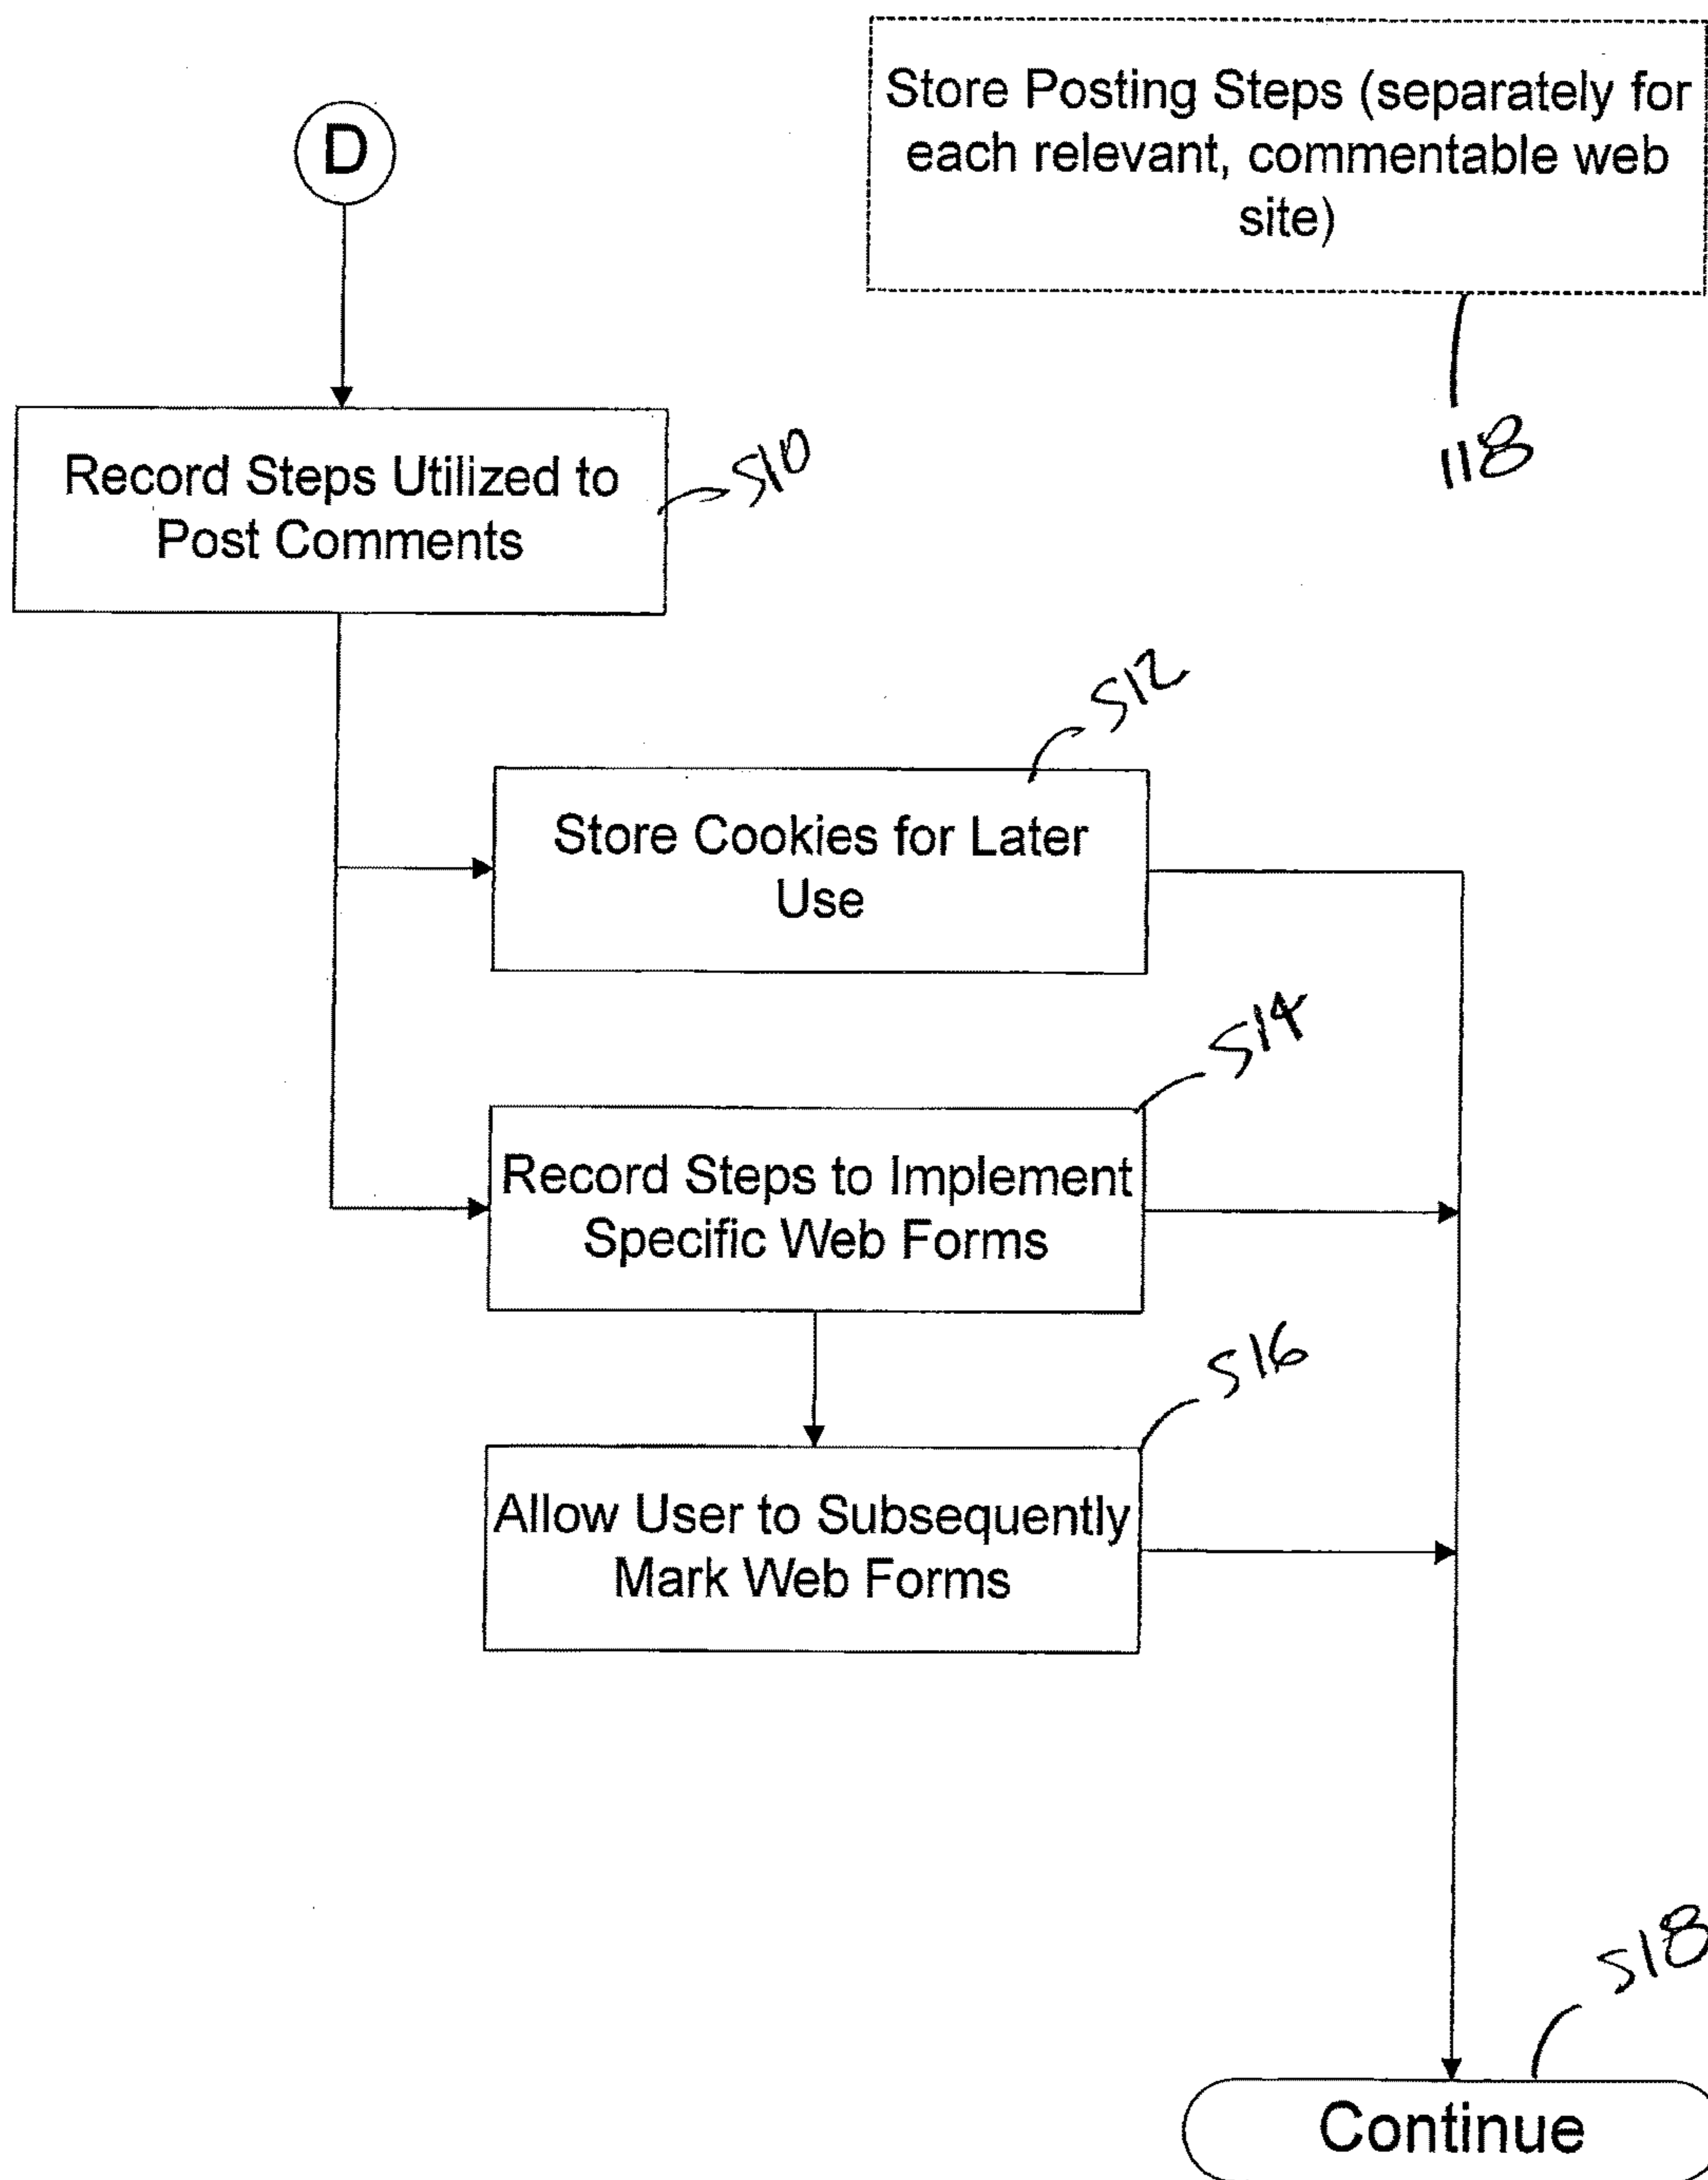 Store Posting Steps (separately for
each relevant, commentable web
site)
118
D
Record Steps Utilized to
Post Comments
510
512
Store Cookies for Later
Use
514
Record Steps to Implement
Specific Web Forms
516
Allow User to Subsequently
Mark Web Forms
518
Continue